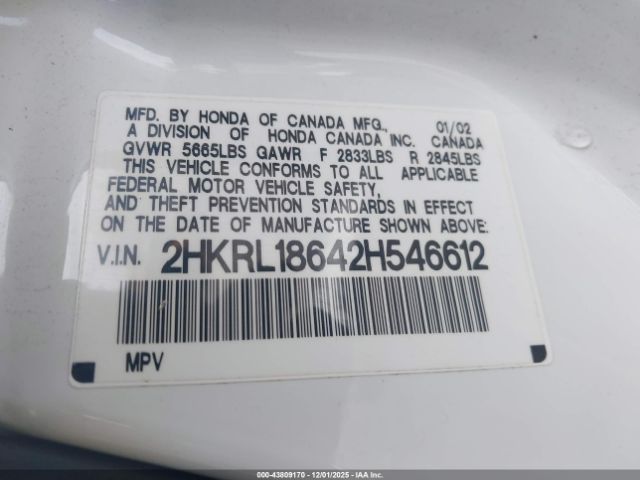 MFD. BY HONDA OF CANADA MFG., 01/02
A DIVISION OF HONDA CANADA INC. CANADA
GVWR 5665LBS GAWR F 2833LBS R 2845LBS
THIS VEHICLE CONFORMS TO ALL APPLICABLE
FEDERAL MOTOR VEHICLE SAFETY,
AND THEFT PREVENTION STANDARDS IN EFFECT
ON THE DATE OF MANUFACTURE SHOWN ABOVE:
V.I.N. 2HKRL18642H546612
MPV
000-43809170 - 12/01/2025 - IAAI.COM